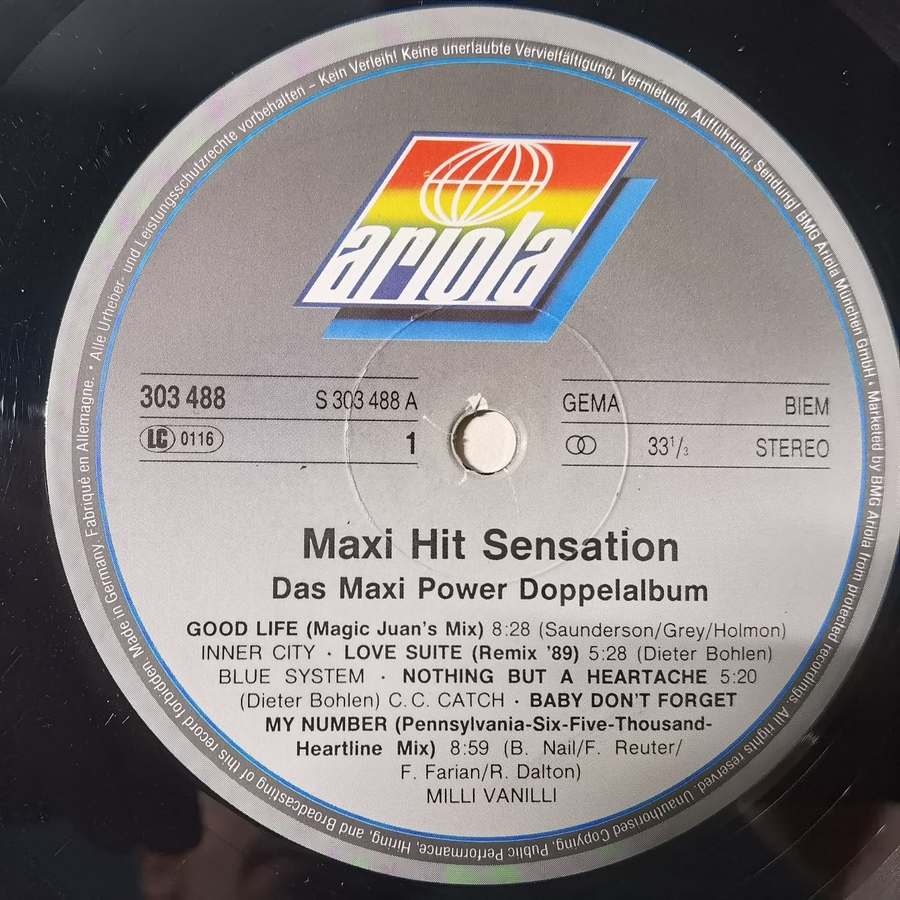 Alle Urheber- und Leistungsschutzrechte vorbehalten – Kein Verleih! Keine unerlaubte Vervielfältigung, Vermietung, Aufführung, Sendung! BMG Ariola München GmbH • Marketed by BMG Ariola from protected recordings. All rights reserved. Unauthorised Copying, Public Performance, Hiring, and Broadcasting of this record forbidden. Made in Germany. Fabriqué en Allemagne. •
ariola
303 488 S 303 488 A GEMA BIEM
LC 0116 1 33 1/3 STEREO
Maxi Hit Sensation
Das Maxi Power Doppelalbum
GOOD LIFE (Magic Juan's Mix) 8:28 (Saunderson/Grey/Holmon)
INNER CITY · LOVE SUITE (Remix '89) 5:28 (Dieter Bohlen)
BLUE SYSTEM · NOTHING BUT A HEARTACHE 5:20
(Dieter Bohlen) C.C. CATCH · BABY DON'T FORGET
MY NUMBER (Pennsylvania-Six-Five-Thousand-
Heartline Mix) 8:59 (B. Nail/F. Reuter/
F. Farian/R. Dalton)
MILLI VANILLI